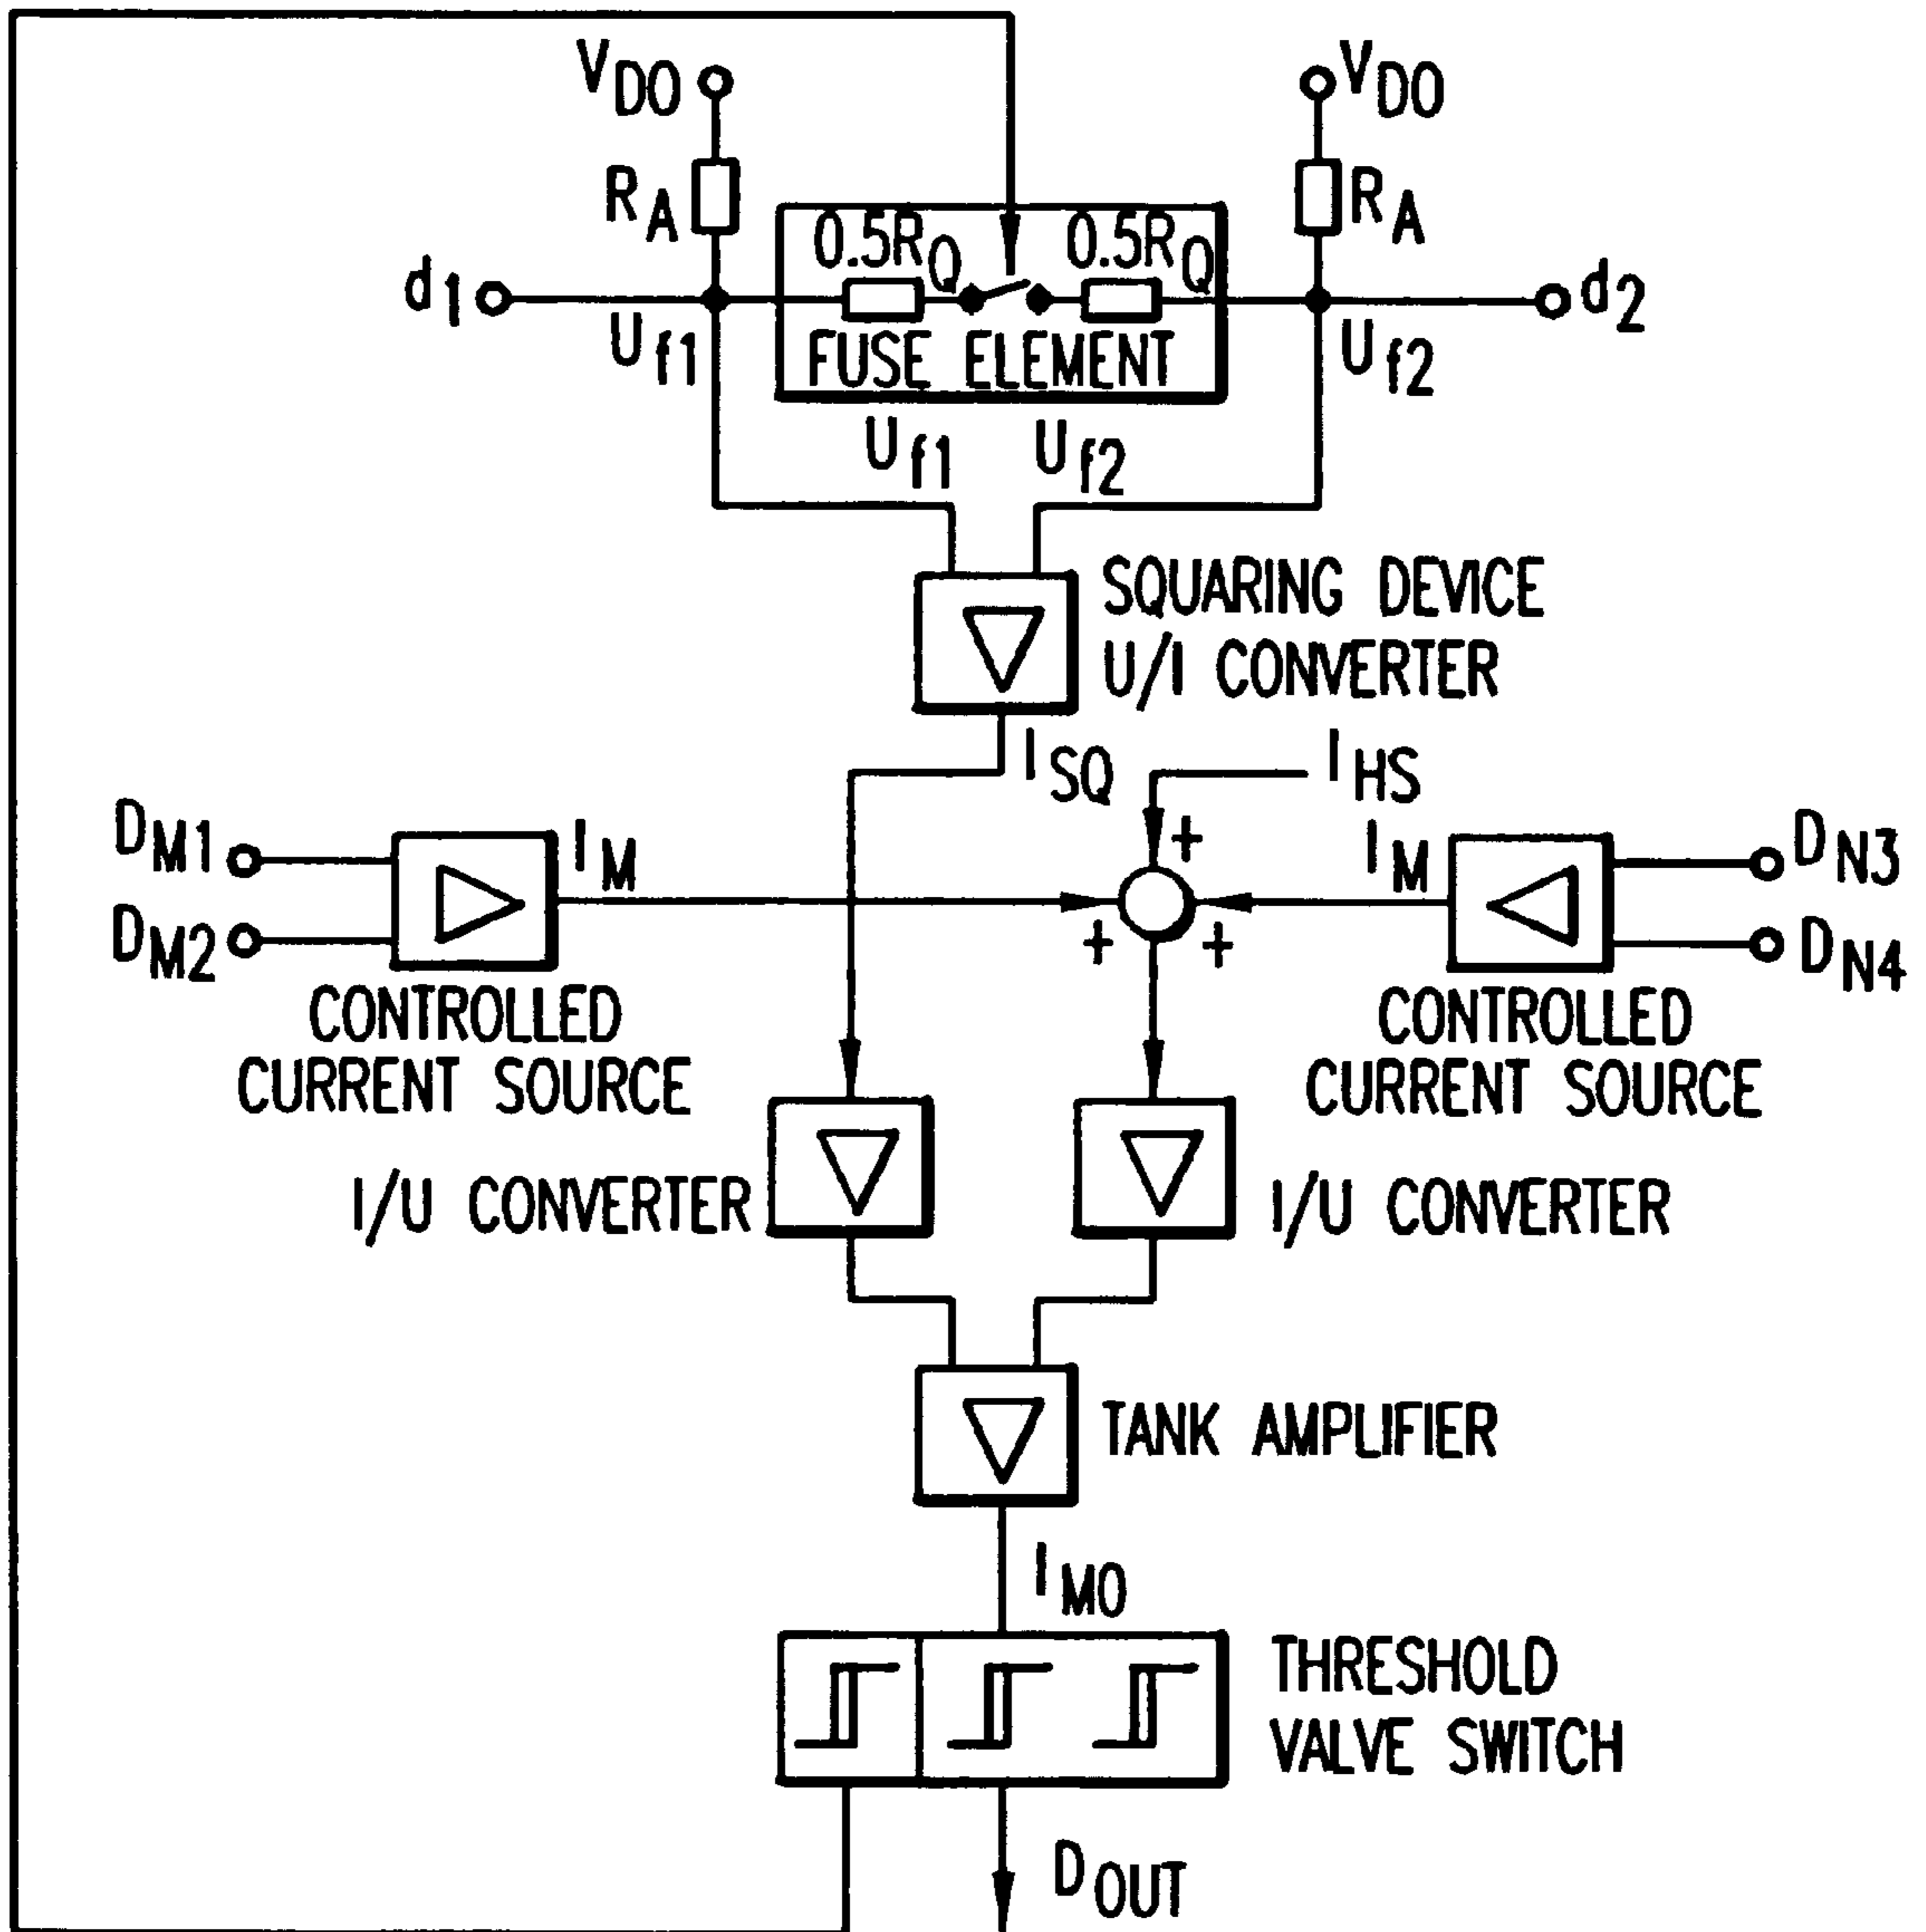 VDO
VDO
RA
RA
0.5RQ
0.5RQ
d1
d2
Uf1
FUSE ELEMENT
Uf2
Uf1
Uf2
SQUARING DEVICE
U/I CONVERTER
ISQ
IHS
DM1
IM
+
IM
DN3
DM2
+
+
DN4
CONTROLLED
CURRENT SOURCE
CONTROLLED
CURRENT SOURCE
I/U CONVERTER
I/U CONVERTER
TANK AMPLIFIER
IMO
THRESHOLD
VALVE SWITCH
DOUT